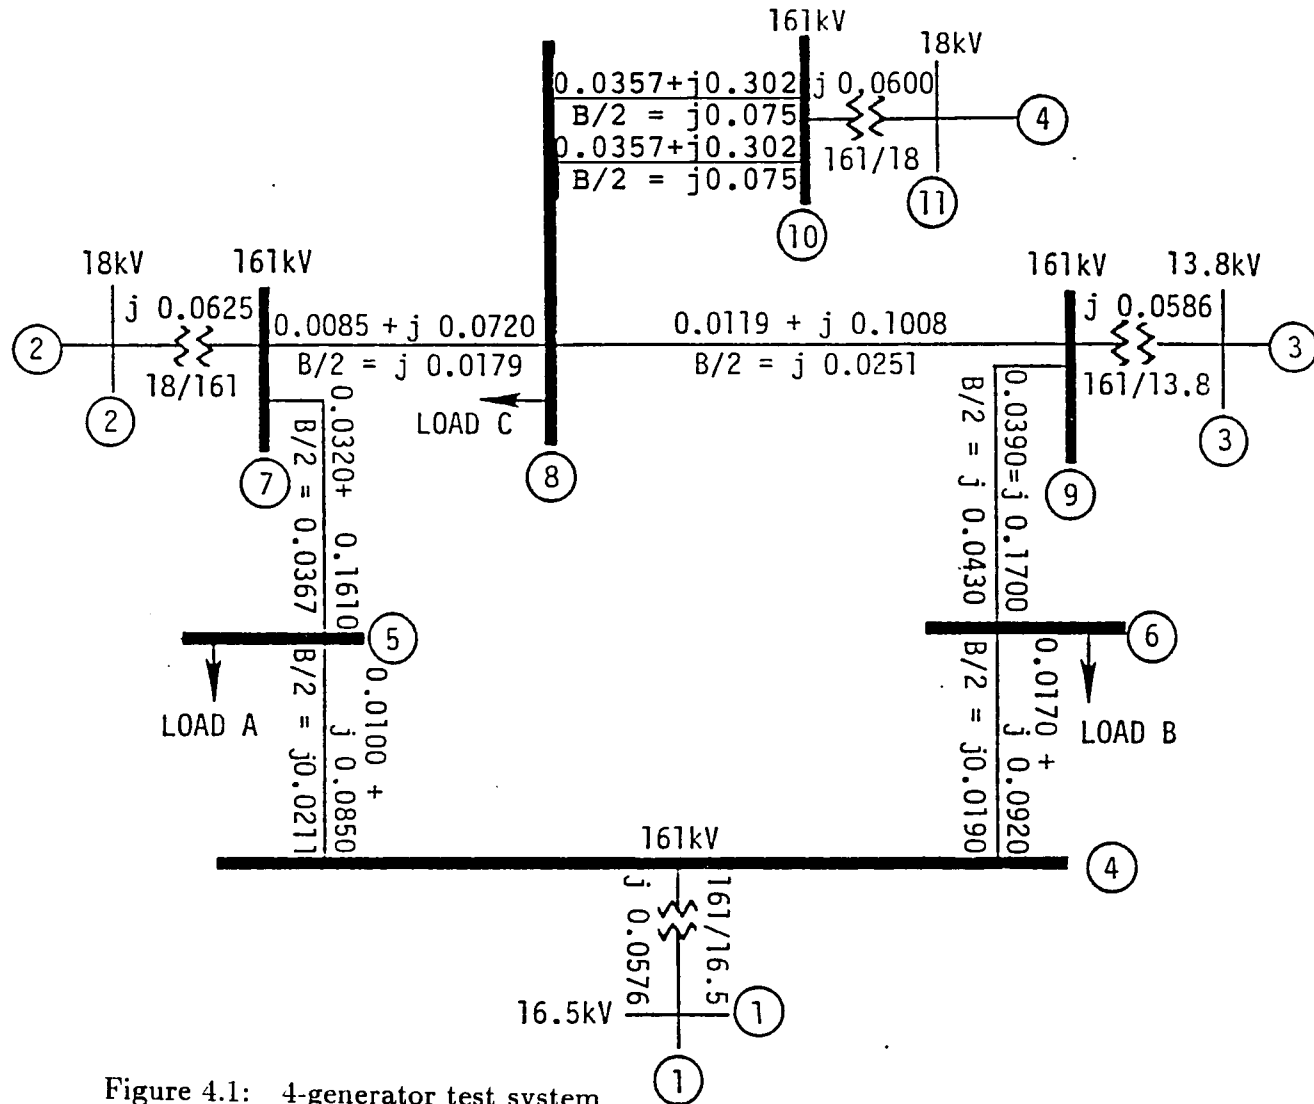 161kV
18kV
0.0357+j0.302
j 0.0600
B/2 = j0.075
4
0.0357+j0.302
161/18
B/2 = j0.075
11
10
18kV
161kV
161kV
13.8kV
j 0.0625
j 0.0586
2
0.0085 + j 0.0720
0.0119 + j 0.1008
3
B/2 = j 0.0179
B/2 = j 0.0251
18/161
161/13.8
2
LOAD C
3
7
8
9
0.0320+ 0.1610
B/2 = 0.0367
0.0390=j 0.1700
B/2 = j 0.0430
5
6
LOAD A
LOAD B
0.0100 +
j 0.0850
B/2 = j0.0211
0.0170 +
j 0.0920
B/2 = j0.0190
161kV
4
161/16.5
j 0.0576
16.5kV
1
1
Figure 4.1: 4-generator test system